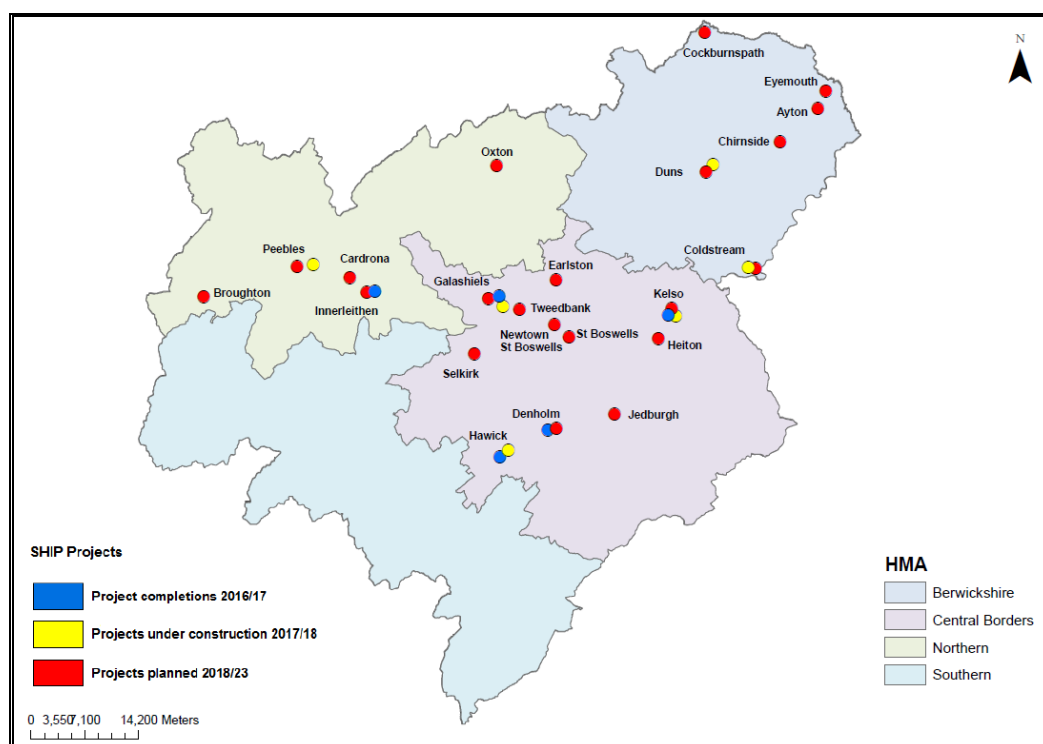 N
Cockburnspath
Eyemouth
Ayton
Chirnside
Oxton
Duns
Peebles
Cardrona
Coldstream
Earlston
Galashiels
Kelso
Broughton
Innerleithen
Tweedbank
Newtown
St Boswells
St Boswells
Heiton
Selkirk
Denholm
Jedburgh
Hawick
SHIP Projects
Project completions 2016/17
Projects under construction 2017/18
Projects planned 2018/23
0 3,550 7,100 14,200 Meters
HMA
Berwickshire
Central Borders
Northern
Southern